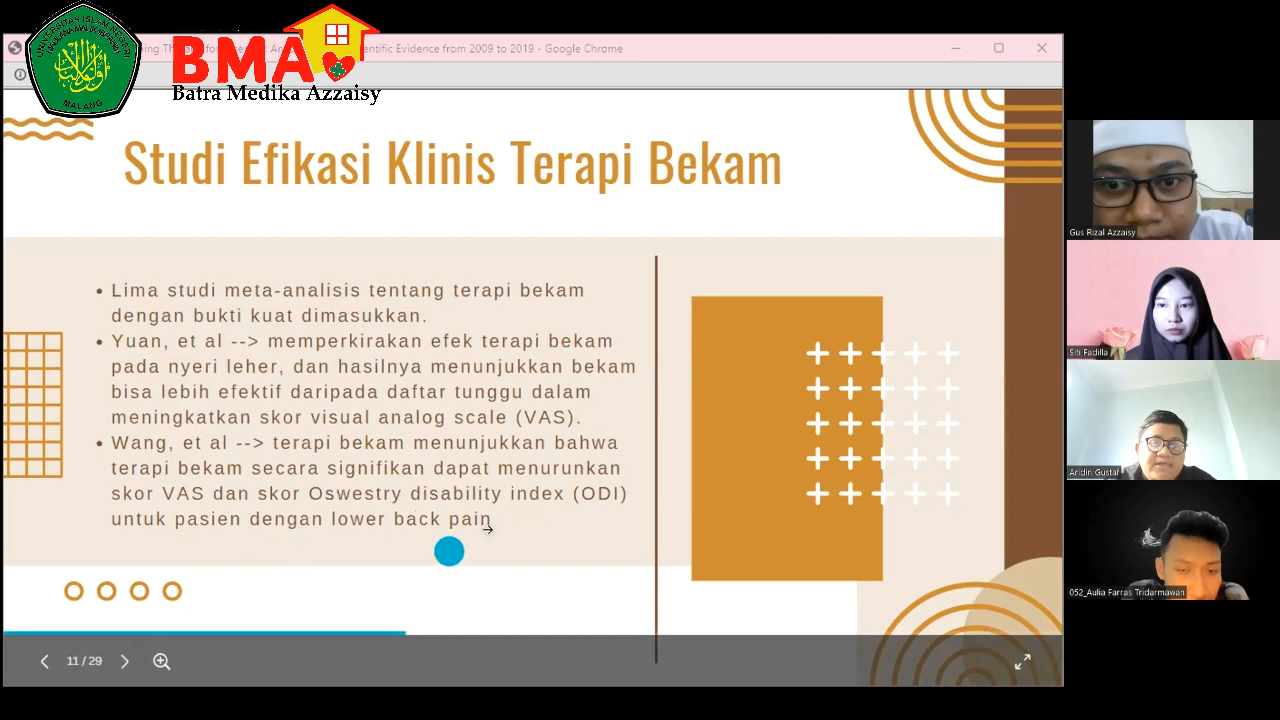 UNIVERSITAS ISLAM NEGERI
MALANG
BMA
Batra Medika Azzaisy
entific Evidence from 2009 to 2019 - Google Chrome
Studi Efikasi Klinis Terapi Bekam
• Lima studi meta-analisis tentang terapi bekam
dengan bukti kuat dimasukkan.
• Yuan, et al --> memperkirakan efek terapi bekam
pada nyeri leher, dan hasilnya menunjukkan bekam
bisa lebih efektif daripada daftar tunggu dalam
meningkatkan skor visual analog scale (VAS).
• Wang, et al --> terapi bekam menunjukkan bahwa
terapi bekam secara signifikan dapat menurunkan
skor VAS dan skor Oswestry disability index (ODI)
untuk pasien dengan lower back pain
11 / 29
Gus Rizal Azzaisy
Siti Fadilla
Aridin Gustaf
052_Aulia Farras Tridarmawan